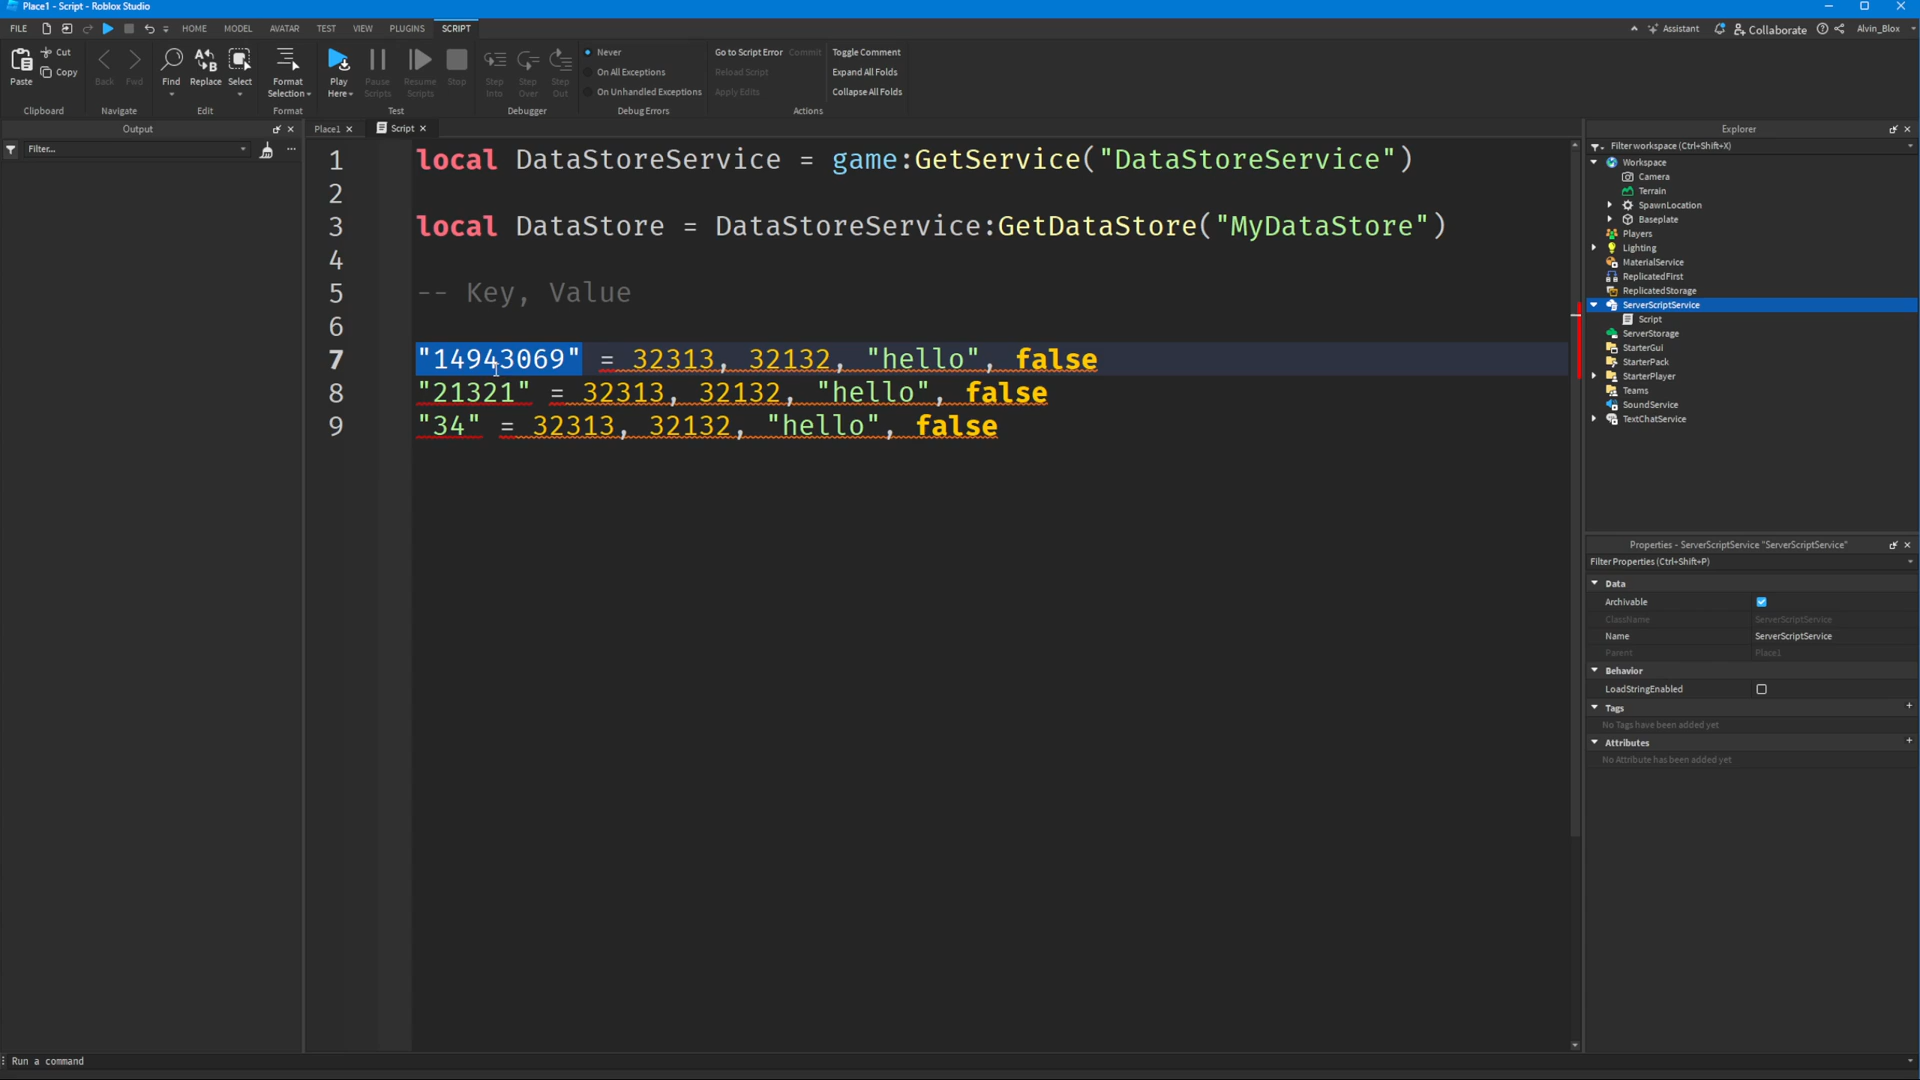 Place1 - Script - Roblox Studio
FILE HOME MODEL AVATAR TEST VIEW PLUGINS SCRIPT Assistant Collaborate Alvin_Blox
Paste Cut Copy
Back Fwd
Find Replace Select
Format Selection
Play Here Pause Scripts Resume Scripts Stop
Step Into Step Over Step Out
Never
On All Exceptions
On Unhandled Exceptions
Go to Script Error Commit
Reload Script
Apply Edits
Toggle Comment
Expand All Folds
Collapse All Folds
Clipboard Navigate Edit Format Test Debugger Debug Errors Actions
Output
Filter...
Place1 Script
1 local DataStoreService = game:GetService("DataStoreService")
2
3 local DataStore = DataStoreService:GetDataStore("MyDataStore")
4
5 -- Key, Value
6
7 "14943069" = 32313, 32132, "hello", false
8 "21321" = 32313, 32132, "hello", false
9 "34" = 32313, 32132, "hello", false
Explorer
Filter workspace (Ctrl+Shift+X)
Workspace
Camera
Terrain
SpawnLocation
Baseplate
Players
Lighting
MaterialService
ReplicatedFirst
ReplicatedStorage
ServerScriptService
Script
ServerStorage
StarterGui
StarterPack
StarterPlayer
Teams
SoundService
TextChatService
Properties - ServerScriptService "ServerScriptService"
Filter Properties (Ctrl+Shift+P)
Data
Archivable
ClassName ServerScriptService
Name ServerScriptService
Parent Place1
Behavior
LoadStringEnabled
Tags +
No Tags have been added yet
Attributes +
No Attribute has been added yet
Run a command